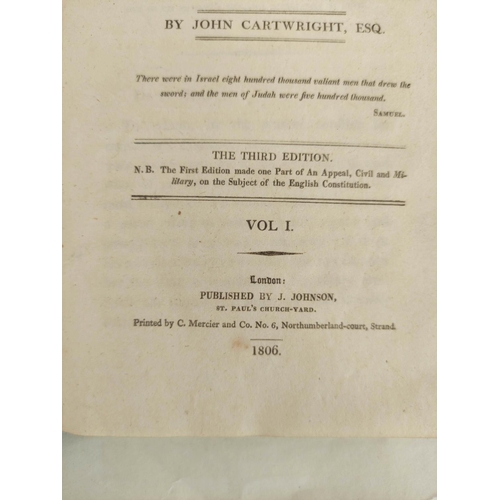 BY JOHN CARTWRIGHT, ESQ.
There were in Israel eight hundred thousand valiant men that drew the
sword; and the men of Judah were five hundred thousand.
SAMUEL.
THE THIRD EDITION.
N.B. The First Edition made one Part of An Appeal, Civil and Mi-
litary, on the Subject of the English Constitution.
VOL I.
London:
PUBLISHED BY J. JOHNSON,
ST. PAUL'S CHURCH-YARD.
Printed by C. Mercier and Co. No. 6, Northumberland-court, Strand.
1806.